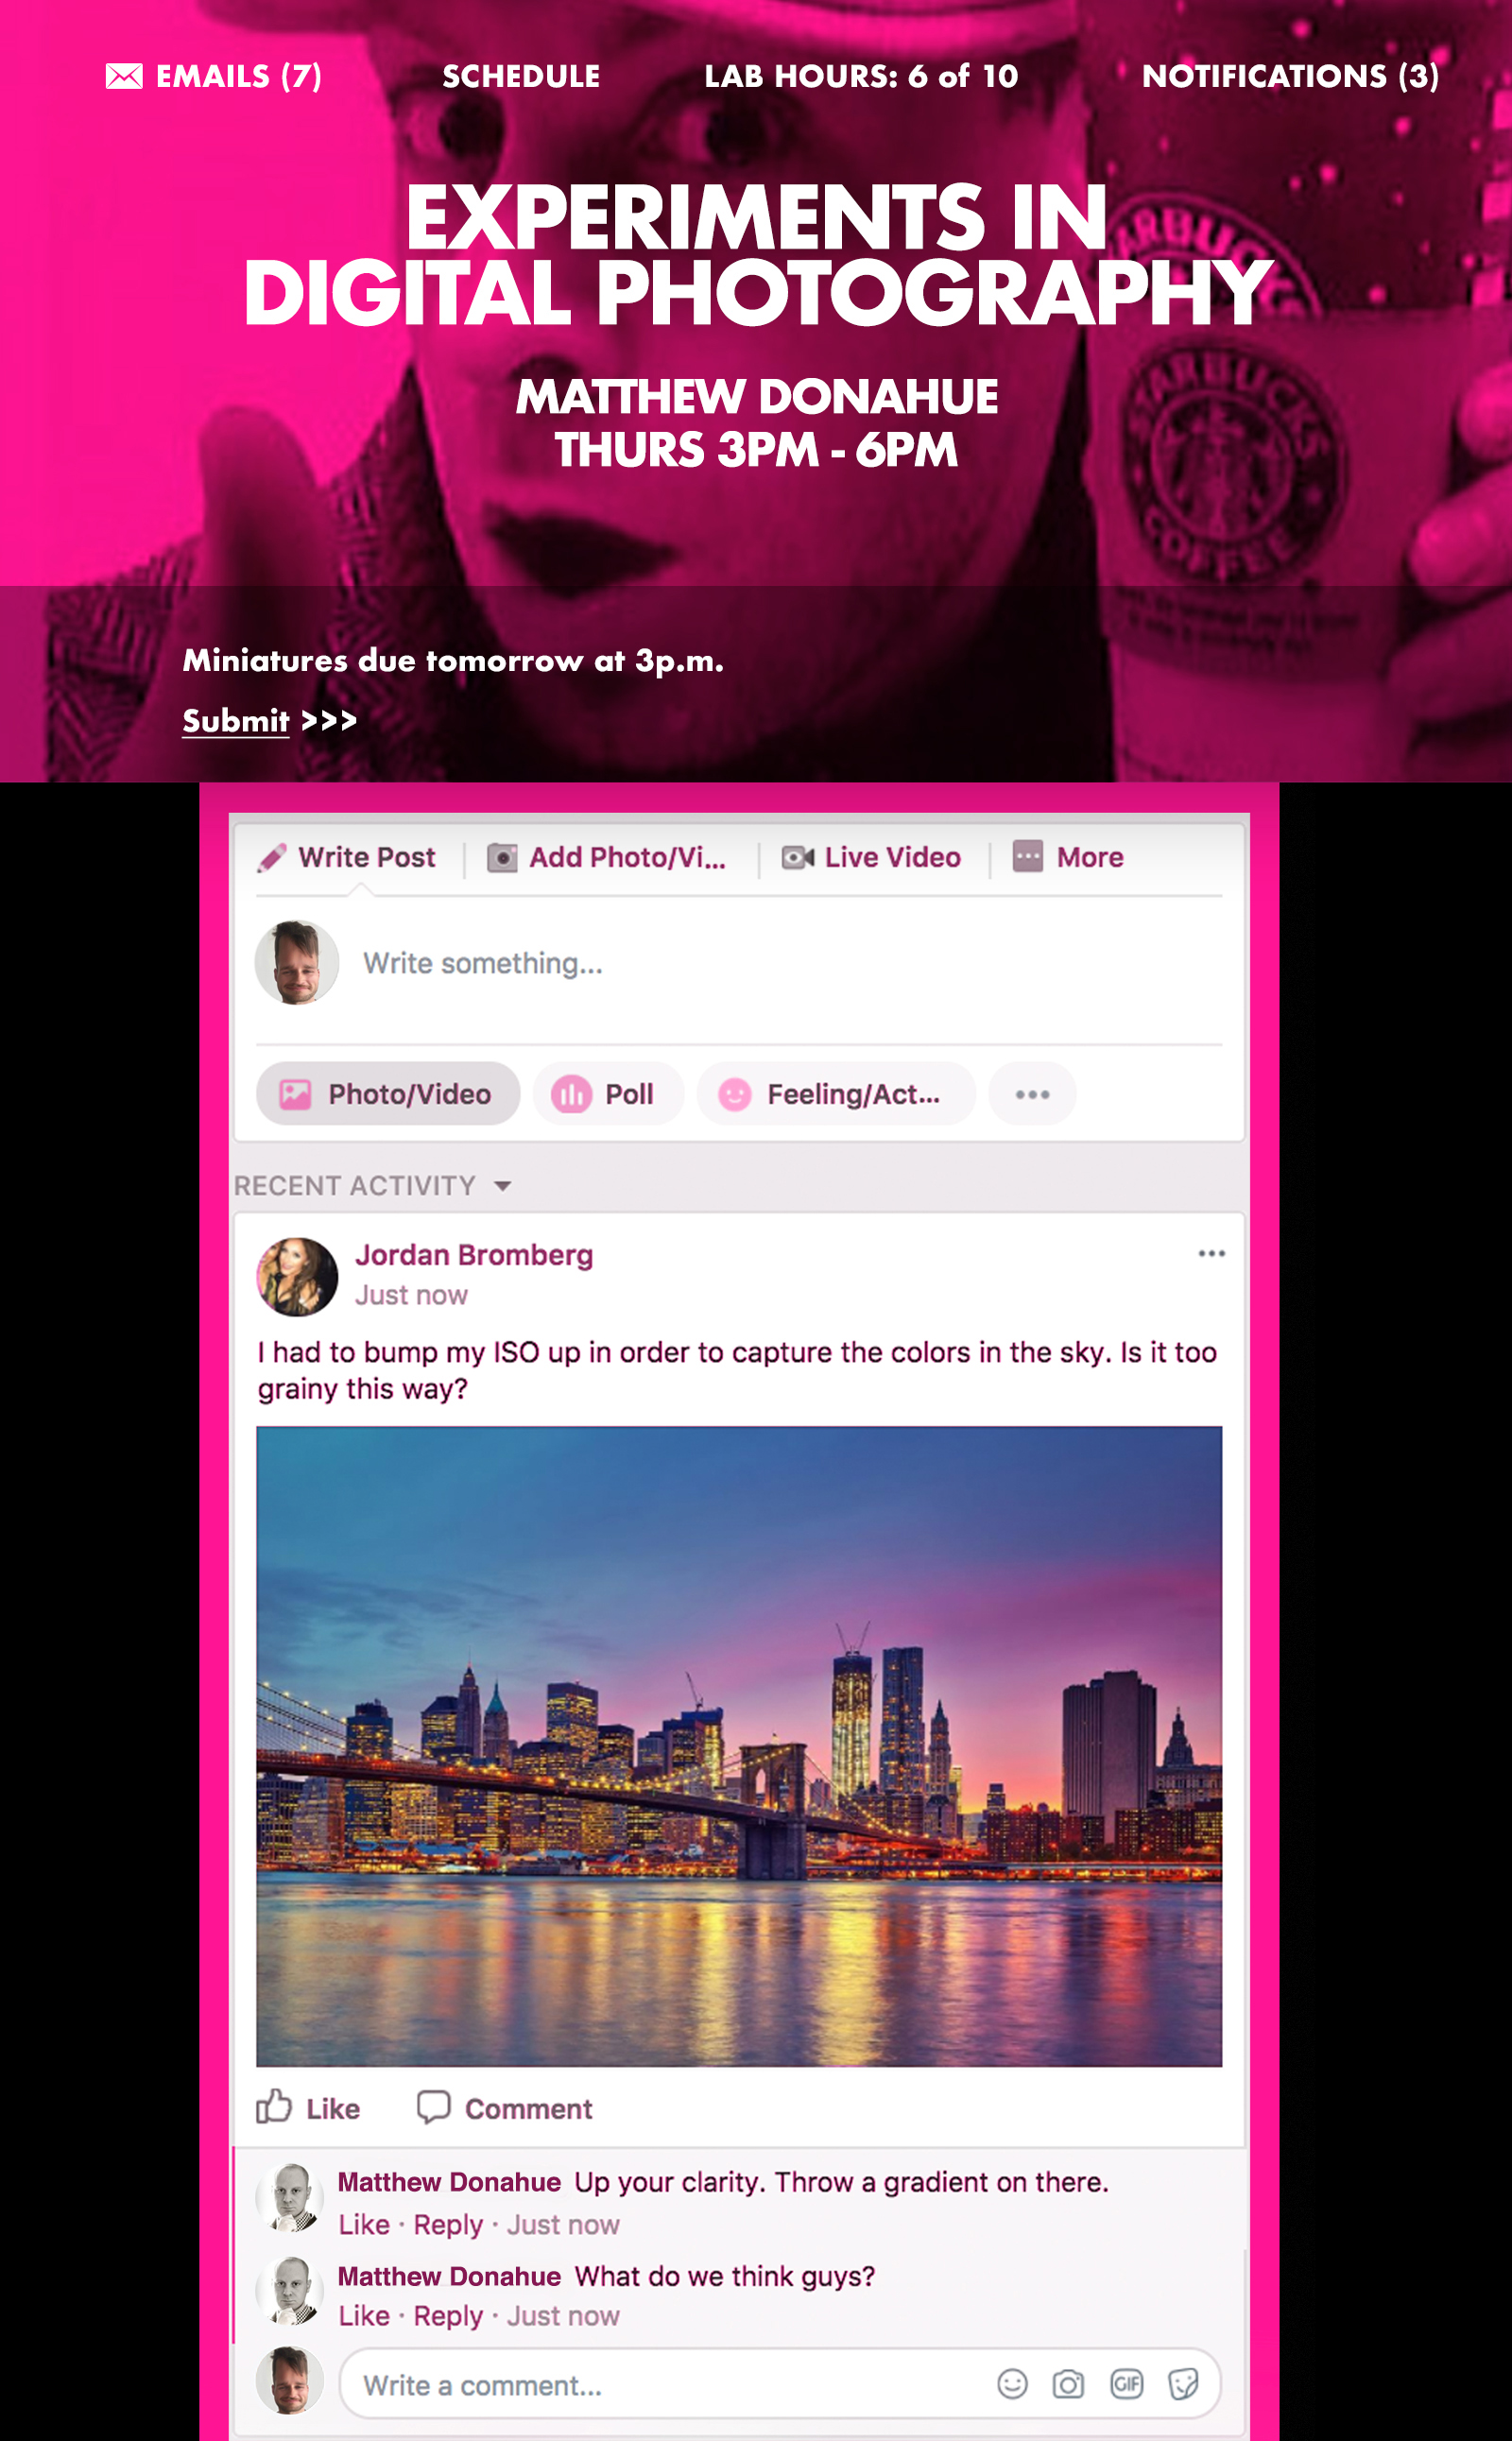 EMAILS (7)
SCHEDULE
LAB HOURS: 6 of 10
NOTIFICATIONS (3)
EXPERIMENTS IN
DIGITAL PHOTOGRAPHY
ARBUCKS
MATTHEW DONAHUE
THURS 3PM - 6PM
STARBUCKS
COFFEE
Miniatures due tomorrow at 3p.m.
Submit >>>
Write Post
Add Photo/Vi...
Live Video
More
Write something...
Photo/Video
Poll
Feeling/Act...
RECENT ACTIVITY
Jordan Bromberg
Just now
I had to bump my ISO up in order to capture the colors in the sky. Is it too
grainy this way?
Like
Comment
Matthew Donahue Up your clarity. Throw a gradient on there.
Like · Reply · Just now
Matthew Donahue What do we think guys?
Like · Reply · Just now
Write a comment...
GIF